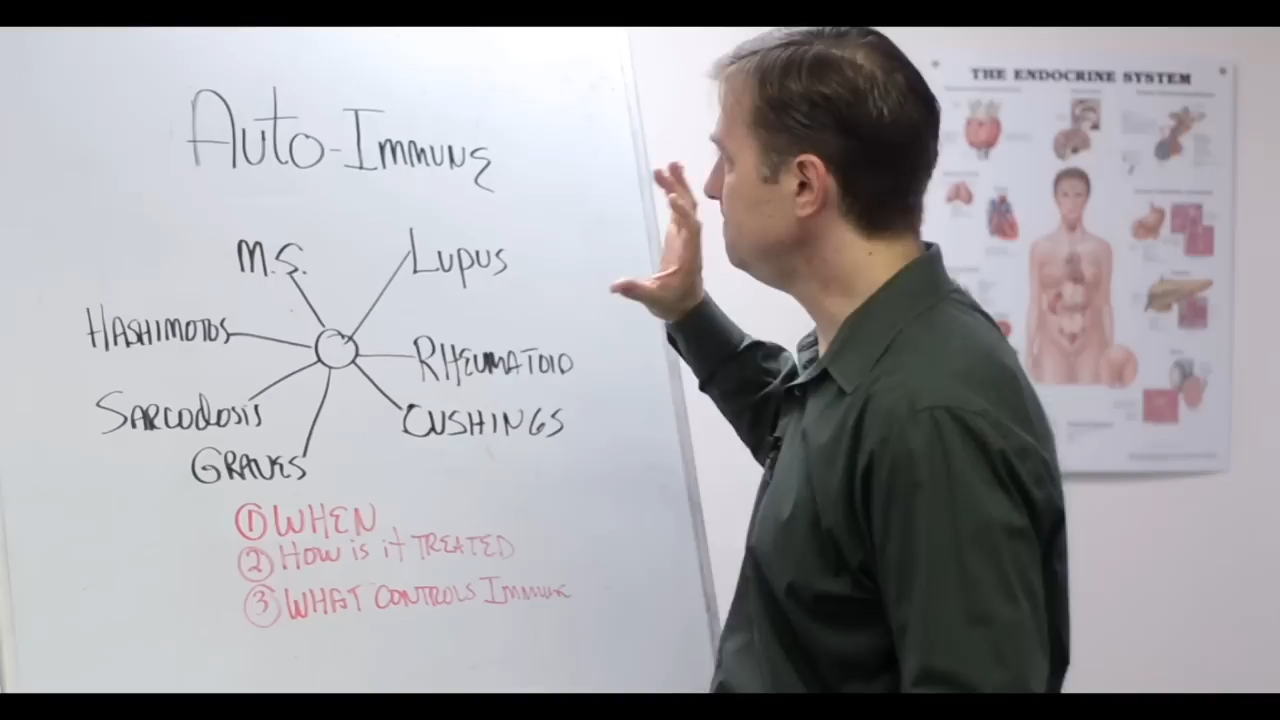 AUTO-IMMUNE
M.S.
LUPUS
HASHIMOTOS
RHEUMATOID
SARCODOSIS
CUSHINGS
GRAVES
① WHEN
② HOW is it TREATED
③ WHAT CONTROLS IMMUNE
THE ENDOCRINE SYSTEM